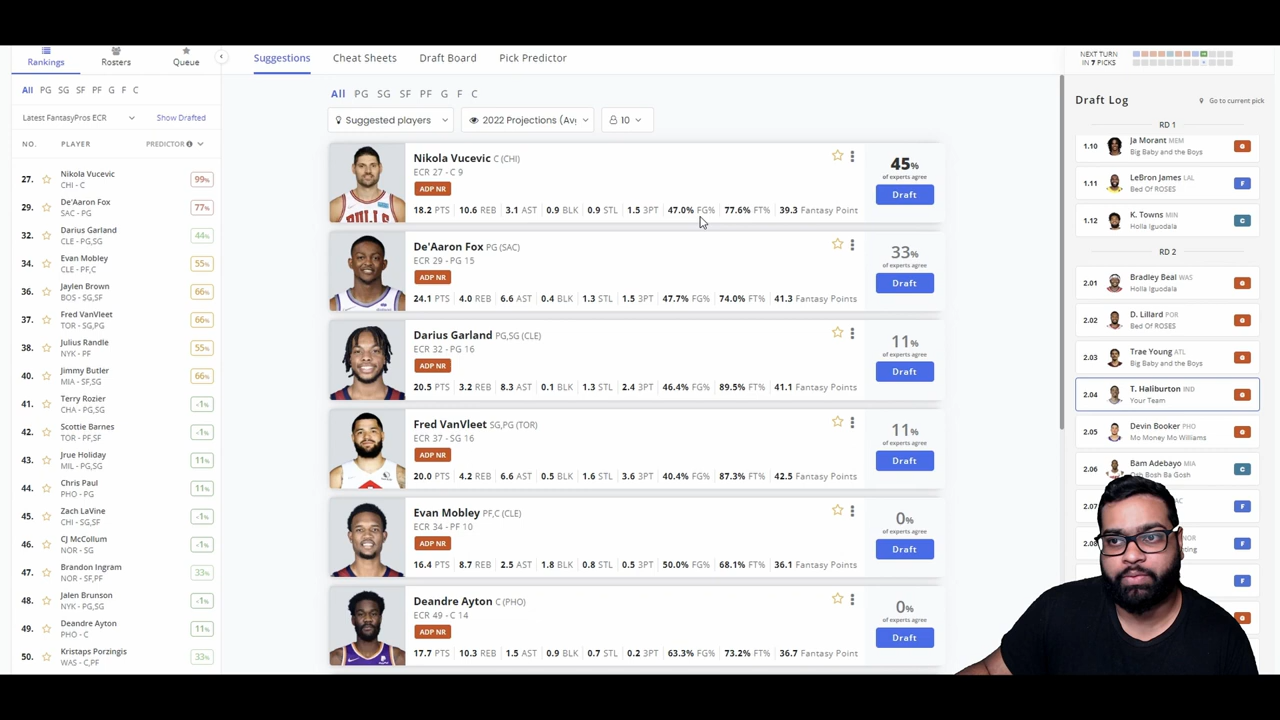 Rankings
Rosters
Queue
All PG SG SF PF G F C
Latest FantasyPros ECR
Show Drafted
NO. PLAYER PREDICTOR
27. Nikola Vucevic 99%
CHI - C
29. De'Aaron Fox 77%
SAC - PG
32. Darius Garland 44%
CLE - PG,SG
34. Evan Mobley 55%
CLE - PF,C
36. Jaylen Brown 66%
BOS - SG,SF
37. Fred VanVleet 66%
TOR - SG,PG
38. Julius Randle 55%
NYK - PF
40. Jimmy Butler 66%
MIA - SF,SG
41. Terry Rozier <1%
CHA - PG,SG
42. Scottie Barnes <1%
TOR - PF,SF
43. Jrue Holiday 11%
MIL - PG,SG
44. Chris Paul 11%
PHO - PG
45. Zach LaVine <1%
CHI - SG,SF
46. CJ McCollum <1%
NOR - SG
47. Brandon Ingram 33%
NOR - SF,PF
48. Jalen Brunson <1%
NYK - PG,SG
49. Deandre Ayton 11%
PHO - C
50. Kristaps Porzingis 33%
WAS - C,PF
Suggestions Cheat Sheets Draft Board Pick Predictor
All PG SG SF PF G F C
Suggested players
2022 Projections (Av
10
Nikola Vucevic C (CHI)
ECR 27 - C 9
ADP NR
18.2 PTS 10.6 REB 3.1 AST 0.9 BLK 0.9 STL 1.5 3PT 47.0% FG% 77.6% FT% 39.3 Fantasy Point
45%
of experts agree
Draft
De'Aaron Fox PG (SAC)
ECR 29 - PG 15
ADP NR
24.1 PTS 4.0 REB 6.6 AST 0.4 BLK 1.3 STL 1.5 3PT 47.7% FG% 74.0% FT% 41.3 Fantasy Points
33%
of experts agree
Draft
Darius Garland PG,SG (CLE)
ECR 32 - PG 16
ADP NR
20.5 PTS 3.2 REB 8.3 AST 0.1 BLK 1.3 STL 2.4 3PT 46.4% FG% 89.5% FT% 41.1 Fantasy Points
11%
of experts agree
Draft
Fred VanVleet SG,PG (TOR)
ECR 37 - SG 16
ADP NR
20.0 PTS 4.2 REB 6.6 AST 0.5 BLK 1.6 STL 3.6 3PT 40.4% FG% 87.3% FT% 42.5 Fantasy Points
11%
of experts agree
Draft
Evan Mobley PF,C (CLE)
ECR 34 - PF 10
ADP NR
16.4 PTS 8.7 REB 2.5 AST 1.8 BLK 0.8 STL 0.5 3PT 50.0% FG% 68.1% FT% 36.1 Fantasy Points
0%
of experts agree
Draft
Deandre Ayton C (PHO)
ECR 49 - C 14
ADP NR
17.7 PTS 10.3 REB 1.5 AST 0.9 BLK 0.7 STL 0.2 3PT 63.3% FG% 73.2% FT% 36.7 Fantasy Point
0%
of experts agree
Draft
NEXT TURN
IN 7 PICKS
Draft Log
Go to current pick
RD 1
1.10 Ja Morant MEM G
Big Baby and the Boys
1.11 LeBron James LAL F
Bed Of ROSES
1.12 K. Towns MIN C
Holla Iguodala
RD 2
2.01 Bradley Beal WAS G
Holla Iguodala
2.02 D. Lillard POR G
Bed Of ROSES
2.03 Trae Young ATL G
Big Baby and the Boys
2.04 T. Haliburton IND G
Your Team
2.05 Devin Booker PHO G
Mo Money Mo Williams
2.06 Bam Adebayo MIA C
Bosh Ba Gosh
2.07 F
2.08 F
F
G